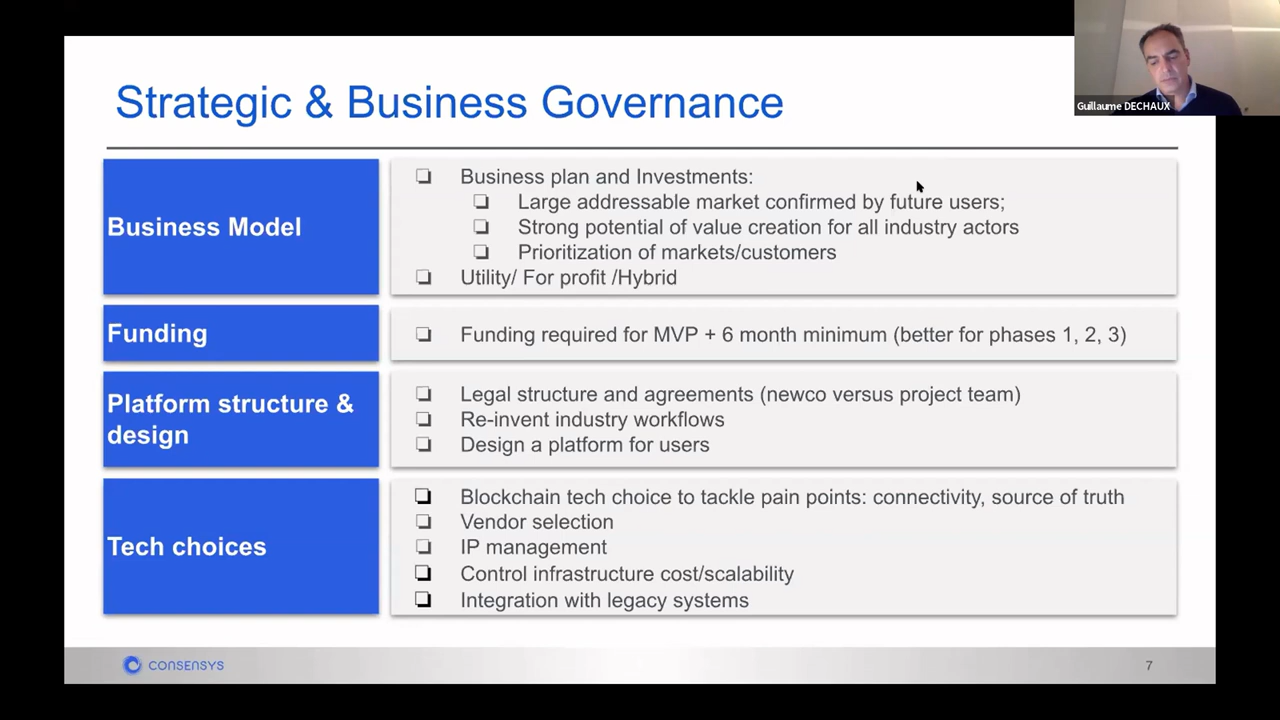 Strategic & Business Governance
Guillaume DECHAUX
Business Model
Business plan and Investments:
Large addressable market confirmed by future users;
Strong potential of value creation for all industry actors
Prioritization of markets/customers
Utility/ For profit /Hybrid
Funding
Funding required for MVP + 6 month minimum (better for phases 1, 2, 3)
Platform structure &
design
Legal structure and agreements (newco versus project team)
Re-invent industry workflows
Design a platform for users
Tech choices
Blockchain tech choice to tackle pain points: connectivity, source of truth
Vendor selection
IP management
Control infrastructure cost/scalability
Integration with legacy systems
CONSENSYS
7